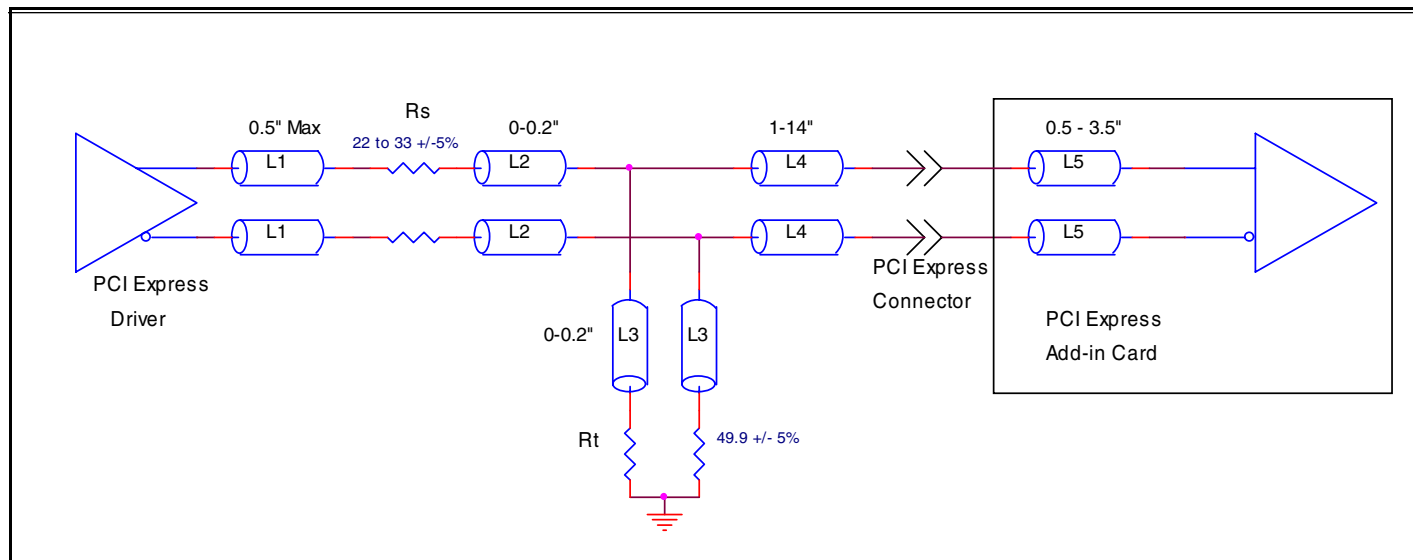 Rs
0.5" Max
22 to 33 +/-5%
0-0.2"
1-14"
0.5 - 3.5"
L1
L2
L4
L5
L1
L2
L4
L5
PCI Express
Driver
PCI Express
Connector
0-0.2"
L3
L3
PCI Express
Add-in Card
Rt
49.9 +/- 5%